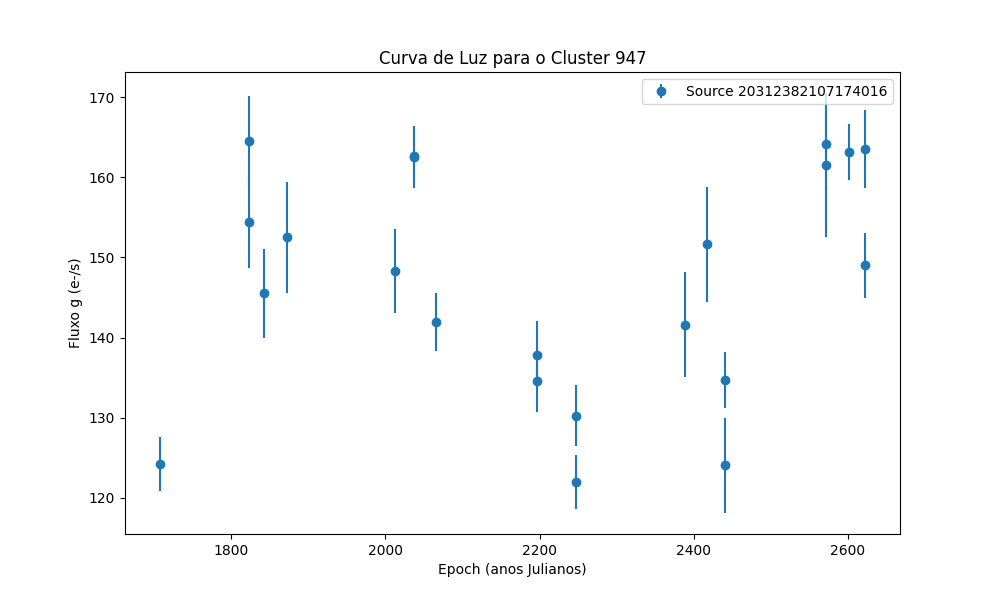 Curva de Luz para o Cluster 947
Source 20312382107174016
Fluxo g (e-/s)
170
160
150
140
130
120
1800
2000
2200
2400
2600
Epoch (anos Julianos)